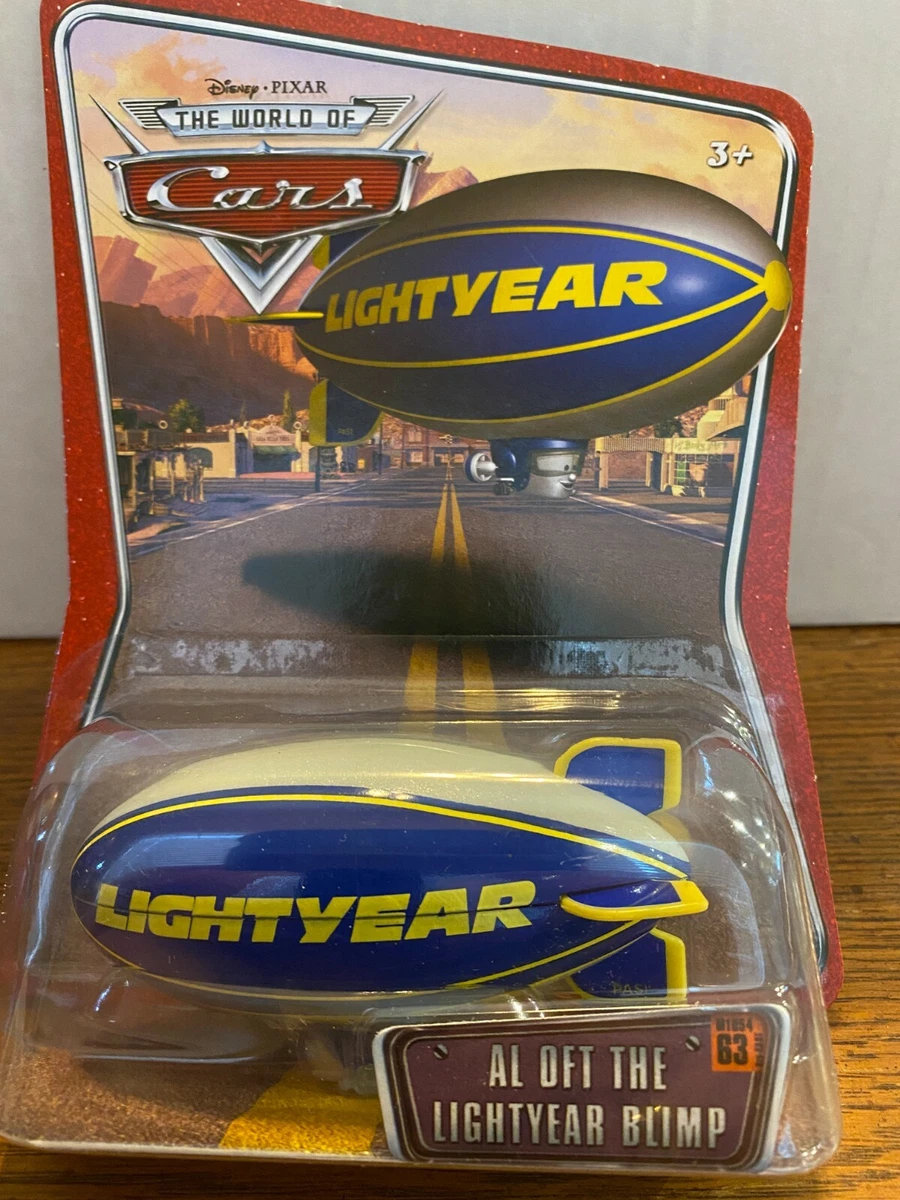 Disney · PIXAR
THE WORLD OF
Cars
3+
LIGHTYEAR
LIGHTYEAR
63
AL OFT THE
LIGHTYEAR BLIMP